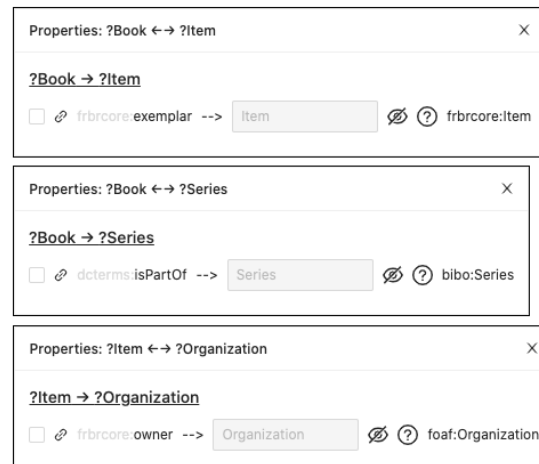 Properties: ?Book ←→ ?Item X
?Book → ?Item
frbrcore:exemplar --> Item ? frbrcore:Item
Properties: ?Book ←→ ?Series X
?Book → ?Series
dcterms:isPartOf --> Series ? bibo:Series
Properties: ?Item ←→ ?Organization X
?Item → ?Organization
frbrcore:owner --> Organization ? foaf:Organization